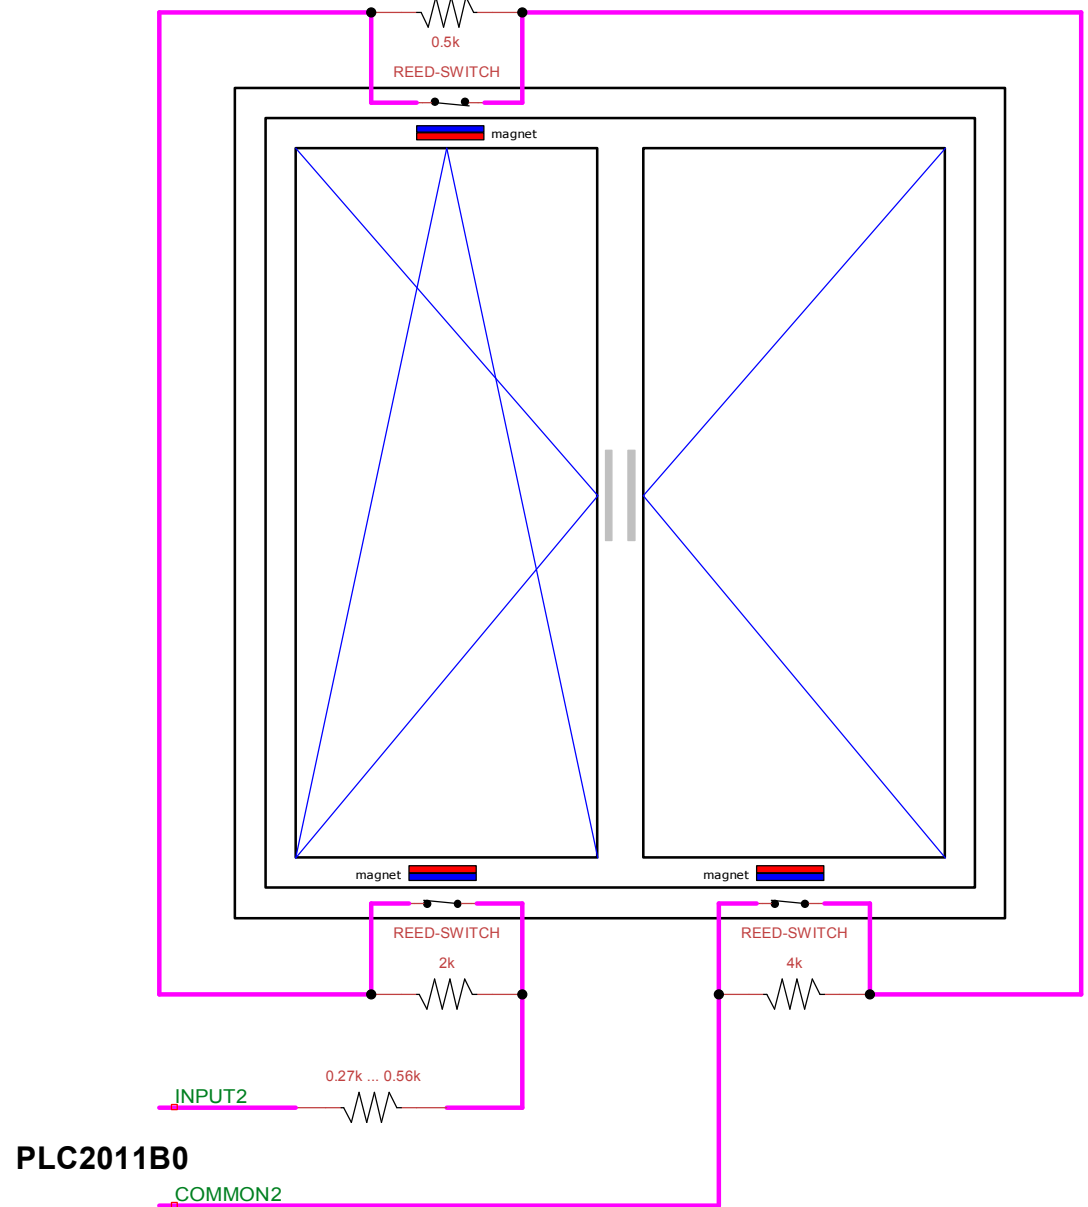 0.5k
REED-SWITCH
magnet
magnet
magnet
REED-SWITCH
REED-SWITCH
2k
4k
0.27k ... 0.56k
INPUT2
PLC2011B0
COMMON2